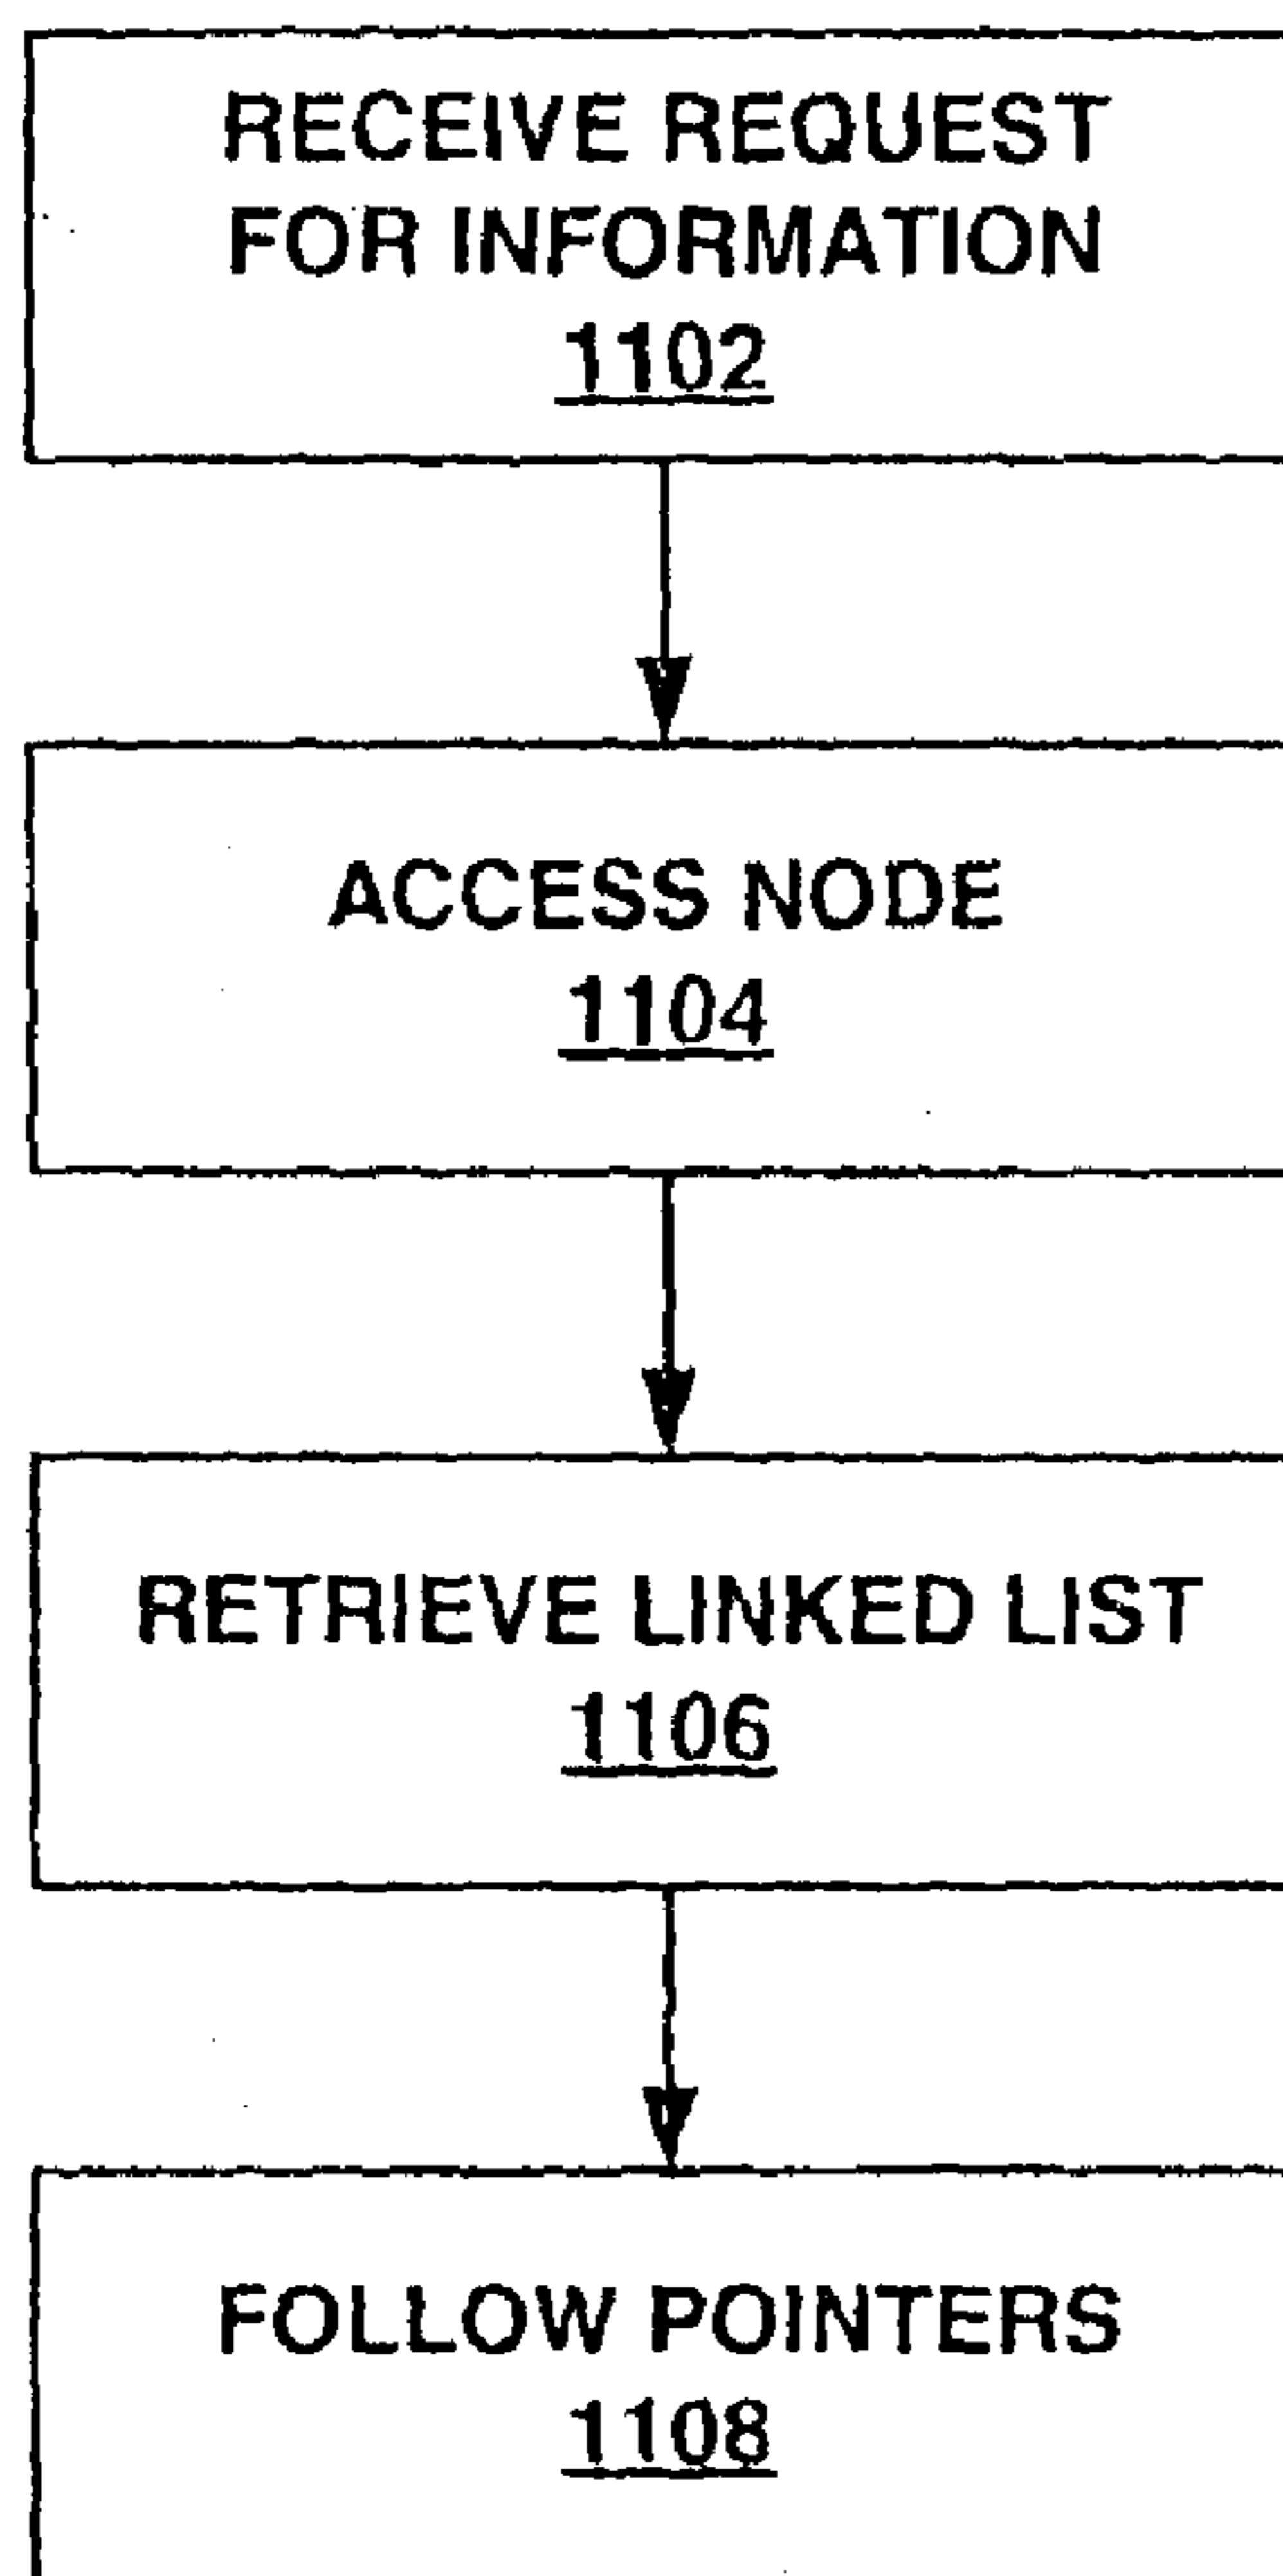 RECEIVE REQUEST
FOR INFORMATION
1102
ACCESS NODE
1104
RETRIEVE LINKED LIST
1106
FOLLOW POINTERS
1108